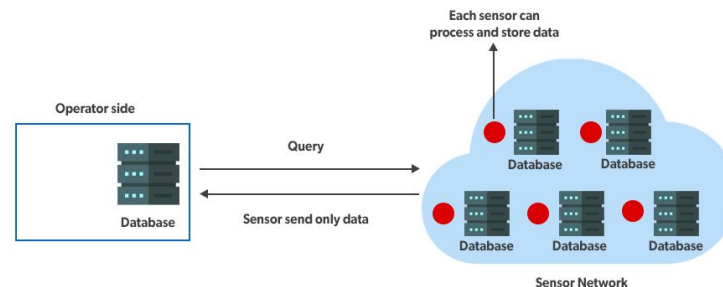 Each sensor can
process and store data
Operator side
Query
Database
Sensor send only data
Database
Database
Database
Database
Database
Sensor Network